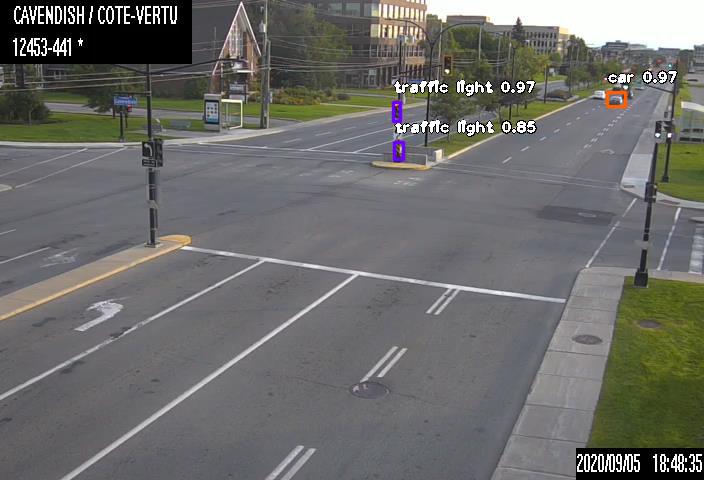 CAVENDISH / COTE-VERTU
12453-441 *
car 0.97
traffic light 0.97
traffic light 0.85
2020/09/05 18:48:35